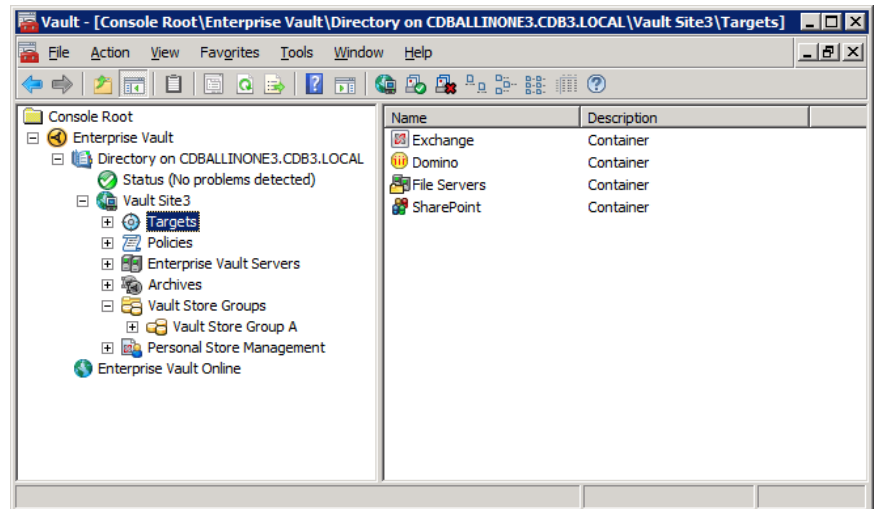 Vault - [Console Root\Enterprise Vault\Directory on CDBALLINONE3.CDB3.LOCAL\Vault Site3\Targets]
File Action View Favorites Tools Window Help
Console Root
Enterprise Vault
Directory on CDBALLINONE3.CDB3.LOCAL
Status (No problems detected)
Vault Site3
Targets
Policies
Enterprise Vault Servers
Archives
Vault Store Groups
Vault Store Group A
Personal Store Management
Enterprise Vault Online
Name Description
Exchange Container
Domino Container
File Servers Container
SharePoint Container